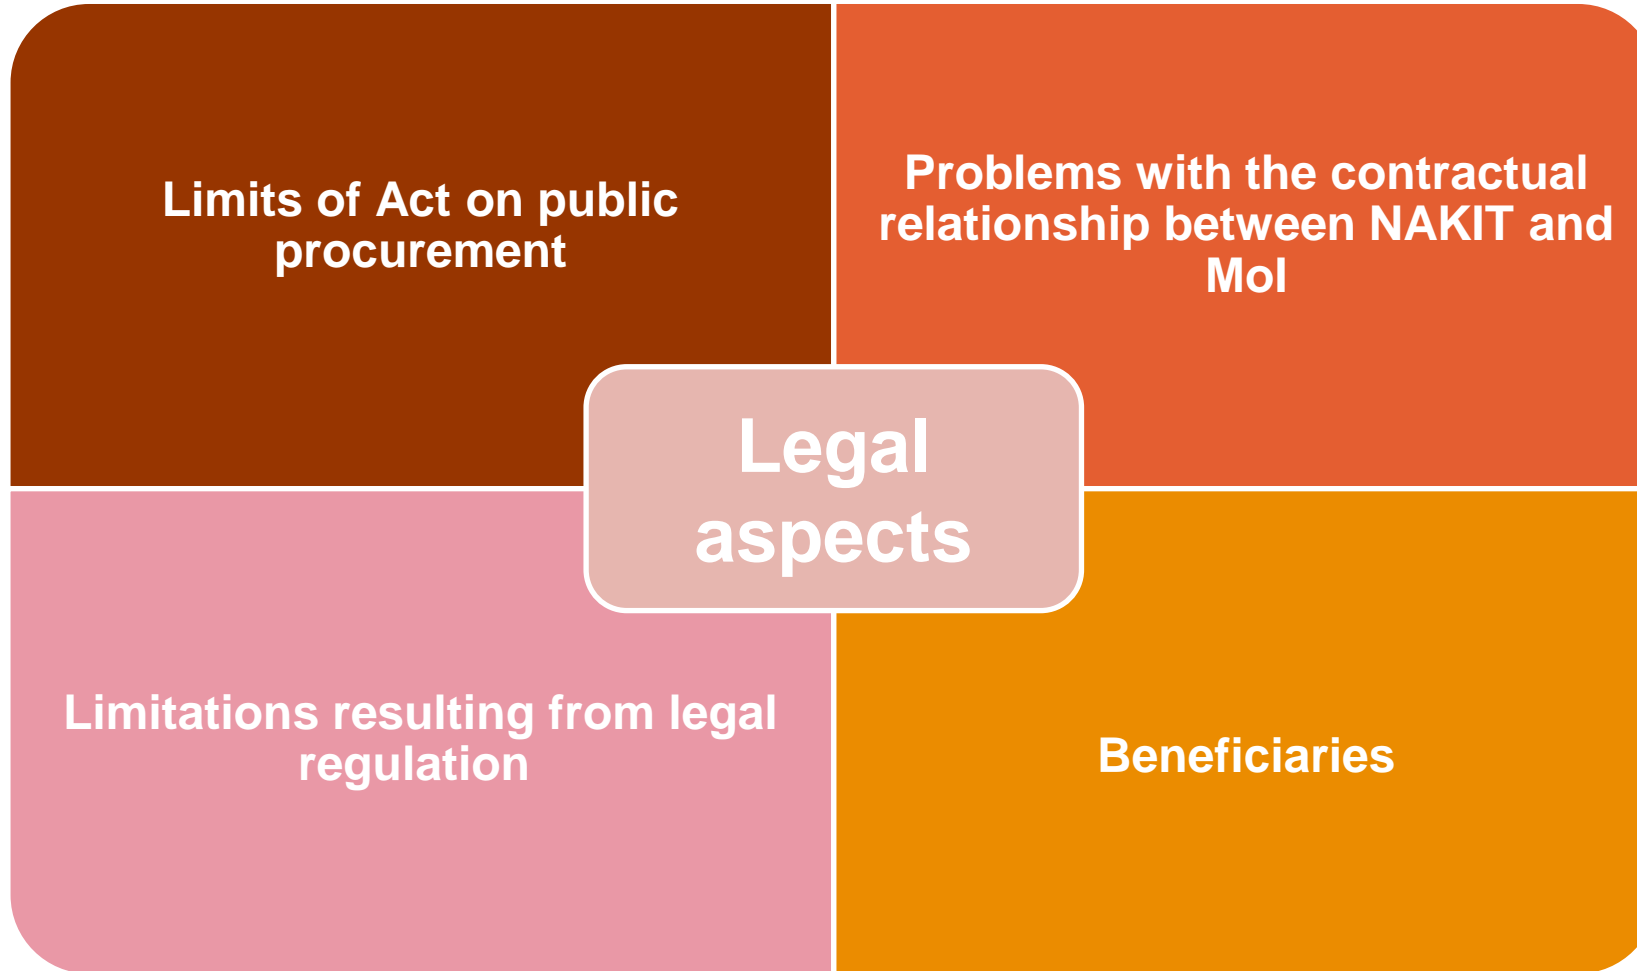 Limits of Act on public
procurement
Problems with the contractual
relationship between NAKIT and
MoI
Legal
aspects
Limitations resulting from legal
regulation
Beneficiaries